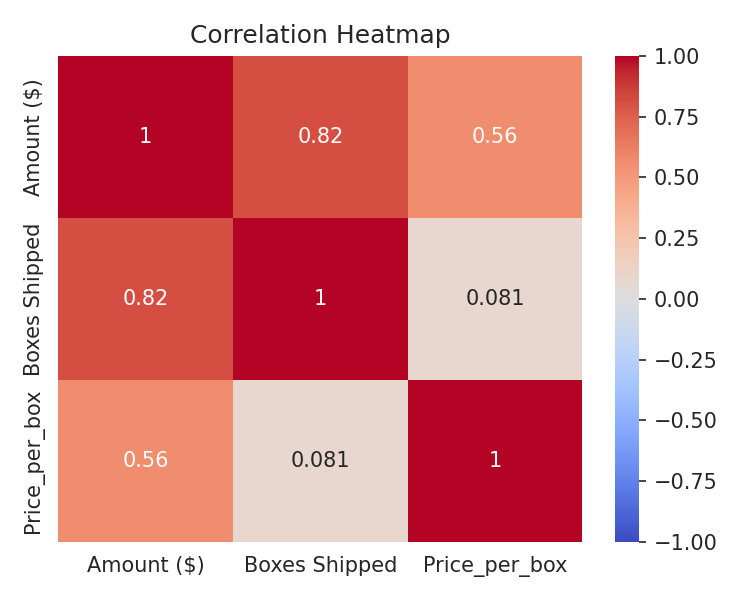 Correlation Heatmap
Amount ($)
1
0.82
0.56
Boxes Shipped
0.82
1
0.081
Price_per_box
0.56
0.081
1
Amount ($)
Boxes Shipped
Price_per_box
1.00
0.75
0.50
0.25
0.00
−0.25
−0.50
−0.75
−1.00